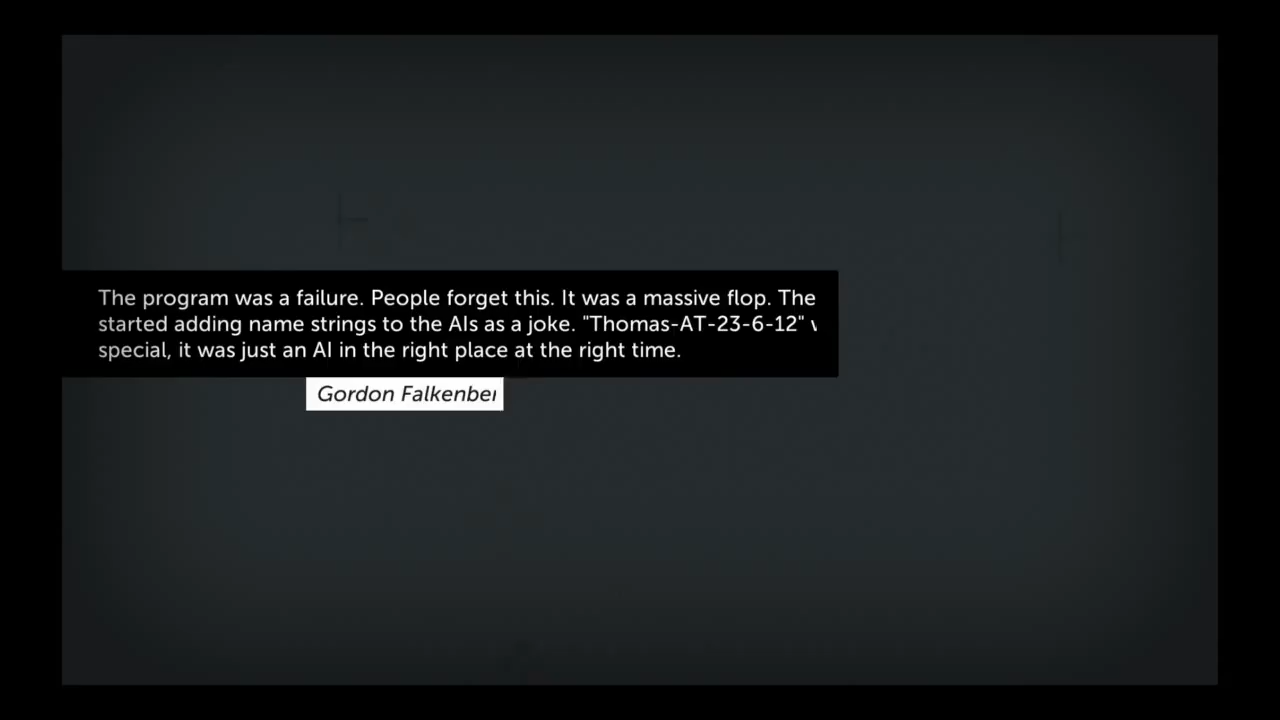 The program was a failure. People forget this. It was a massive flop. The
started adding name strings to the AIs as a joke. "Thomas-AT-23-6-12"
special, it was just an AI in the right place at the right time.
Gordon Falkenber